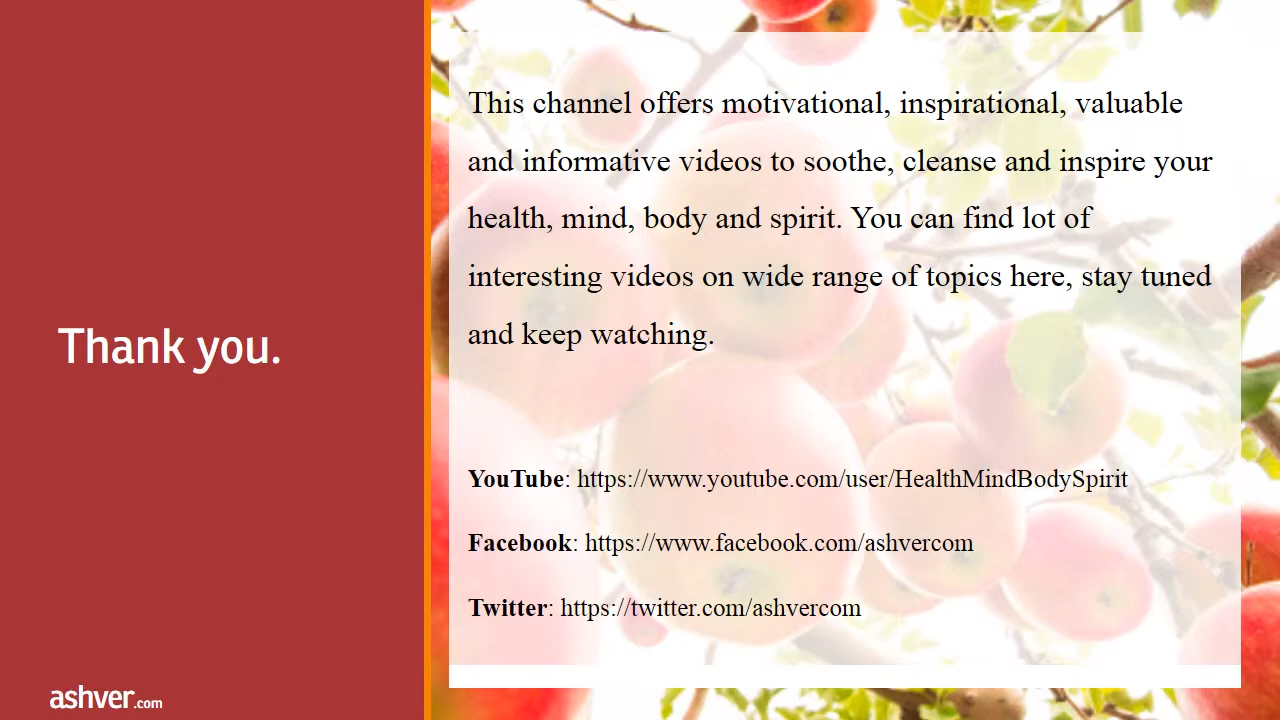 Thank you.
ashver.com
This channel offers motivational, inspirational, valuable
and informative videos to soothe, cleanse and inspire your
health, mind, body and spirit. You can find lot of
interesting videos on wide range of topics here, stay tuned
and keep watching.
YouTube: https://www.youtube.com/user/HealthMindBodySpirit
Facebook: https://www.facebook.com/ashvercom
Twitter: https://twitter.com/ashvercom